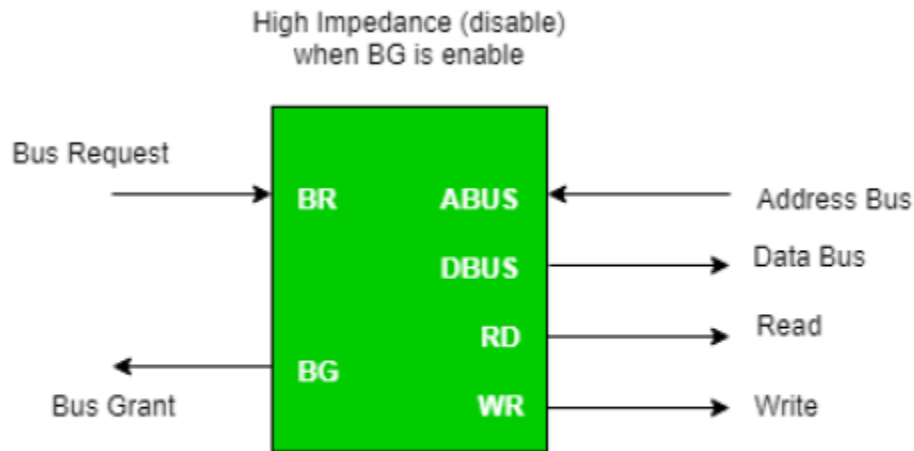 High Impedance (disable)
when BG is enable
Bus Request
BR
ABUS
Address Bus
DBUS
Data Bus
RD
Read
BG
Bus Grant
WR
Write